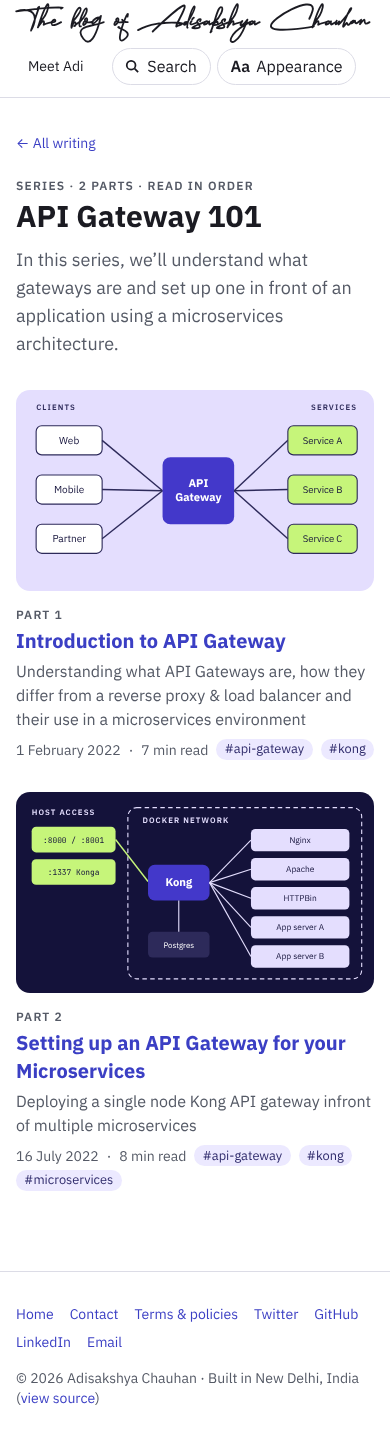 The blog of Adisakshya Chauhan
Meet Adi
Search
Aa Appearance
← All writing
SERIES · 2 PARTS · READ IN ORDER
API Gateway 101
In this series, we’ll understand what
gateways are and set up one in front of an
application using a microservices
architecture.
CLIENTS
SERVICES
Web
Mobile
Partner
API
Gateway
Service A
Service B
Service C
PART 1
Introduction to API Gateway
Understanding what API Gateways are, how they
differ from a reverse proxy & load balancer and
their use in a microservices environment
1 February 2022 · 7 min read #api-gateway #kong
HOST ACCESS
:8000 / :8001
:1337 Konga
DOCKER NETWORK
Kong
Postgres
Nginx
Apache
HTTPBin
App server A
App server B
PART 2
Setting up an API Gateway for your
Microservices
Deploying a single node Kong API gateway infront
of multiple microservices
16 July 2022 · 8 min read #api-gateway #kong
#microservices
Home Contact Terms & policies Twitter GitHub
LinkedIn Email
© 2026 Adisakshya Chauhan · Built in New Delhi, India
(view source)